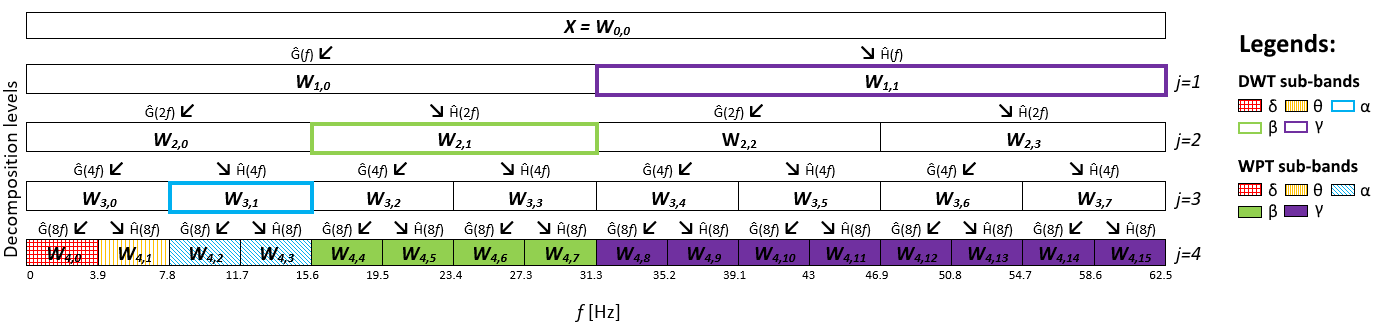 X = W0,0
Ĝ(f) Ĥ(f)
W1,0 W1,1 j=1
Ĝ(2f) Ĥ(2f) Ĝ(2f) Ĥ(2f)
W2,0 W2,1 W2,2 W2,3 j=2
Ĝ(4f) Ĥ(4f) Ĝ(4f) Ĥ(4f) Ĝ(4f) Ĥ(4f) Ĝ(4f) Ĥ(4f)
W3,0 W3,1 W3,2 W3,3 W3,4 W3,5 W3,6 W3,7 j=3
Ĝ(8f) Ĥ(8f) Ĝ(8f) Ĥ(8f) Ĝ(8f) Ĥ(8f) Ĝ(8f) Ĥ(8f) Ĝ(8f) Ĥ(8f) Ĝ(8f) Ĥ(8f) Ĝ(8f) Ĥ(8f) Ĝ(8f) Ĥ(8f)
W4,0 W4,1 W4,2 W4,3 W4,4 W4,5 W4,6 W4,7 W4,8 W4,9 W4,10 W4,11 W4,12 W4,13 W4,14 W4,15 j=4
0 3.9 7.8 11.7 15.6 19.5 23.4 27.3 31.3 35.2 39.1 43 46.9 50.8 54.7 58.6 62.5
f [Hz]
Decomposition levels
Legends:
DWT sub-bands
δ θ α
β γ
WPT sub-bands
δ θ α
β γ